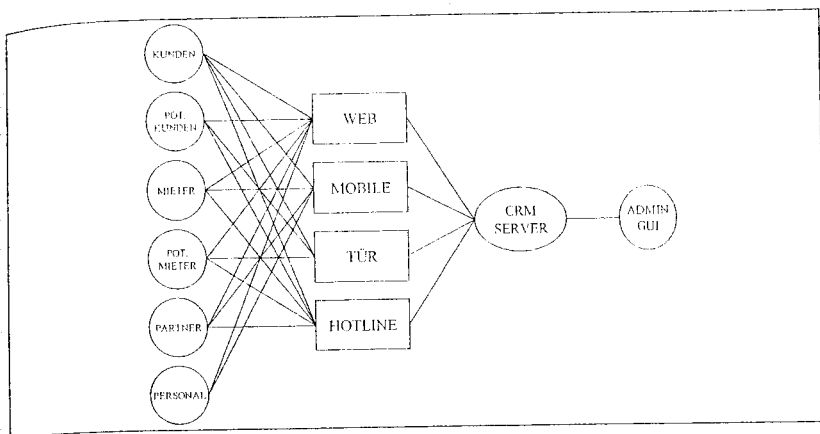 KUNDEN
POT.
KUNDEN
MIETER
POT.
MIETER
PARTNER
PERSONAL
WEB
MOBILE
TÜR
HOTLINE
CRM
SERVER
ADMIN
GUI